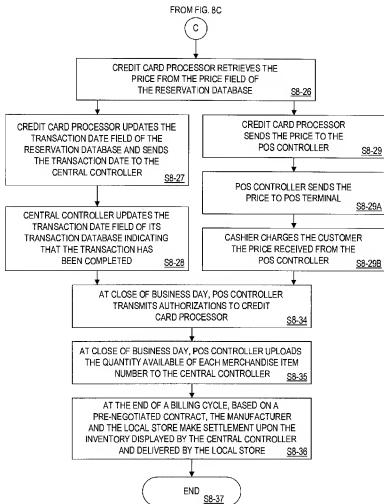 FROM FIG. 8C
C
CREDIT CARD PROCESSOR RETRIEVES THE
PRICE FROM THE PRICE FIELD OF
THE RESERVATION DATABASE
S8-26
CREDIT CARD PROCESSOR UPDATES THE
TRANSACTION DATE FIELD OF THE
RESERVATION DATABASE AND SENDS
THE TRANSACTION DATE TO THE
CENTRAL CONTROLLER
S8-27
CENTRAL CONTROLLER UPDATES THE
TRANSACTION DATE FIELD OF ITS
TRANSACTION DATABASE INDICATING
THAT THE TRANSACTION HAS
BEEN COMPLETED
S8-28
CREDIT CARD PROCESSOR
SENDS THE PRICE TO THE
POS CONTROLLER
S8-29
POS CONTROLLER SENDS THE
PRICE TO POS TERMINAL
S8-29A
CASHIER CHARGES THE CUSTOMER
THE PRICE RECEIVED FROM THE
POS CONTROLLER
S8-29B
AT CLOSE OF BUSINESS DAY, POS CONTROLLER
TRANSMITS AUTHORIZATIONS TO CREDIT
CARD PROCESSOR
S8-34
AT CLOSE OF BUSINESS DAY, POS CONTROLLER UPLOADS
THE QUANTITY AVAILABLE OF EACH MERCHANDISE ITEM
NUMBER TO THE CENTRAL CONTROLLER
S8-35
AT THE END OF A BILLING CYCLE, BASED ON A
PRE-NEGOTIATED CONTRACT, THE MANUFACTURER
AND THE LOCAL STORE MAKE SETTLEMENT UPON THE
INVENTORY DISPLAYED BY THE CENTRAL CONTROLLER
AND DELIVERED BY THE LOCAL STORE
S8-36
END
S8-37